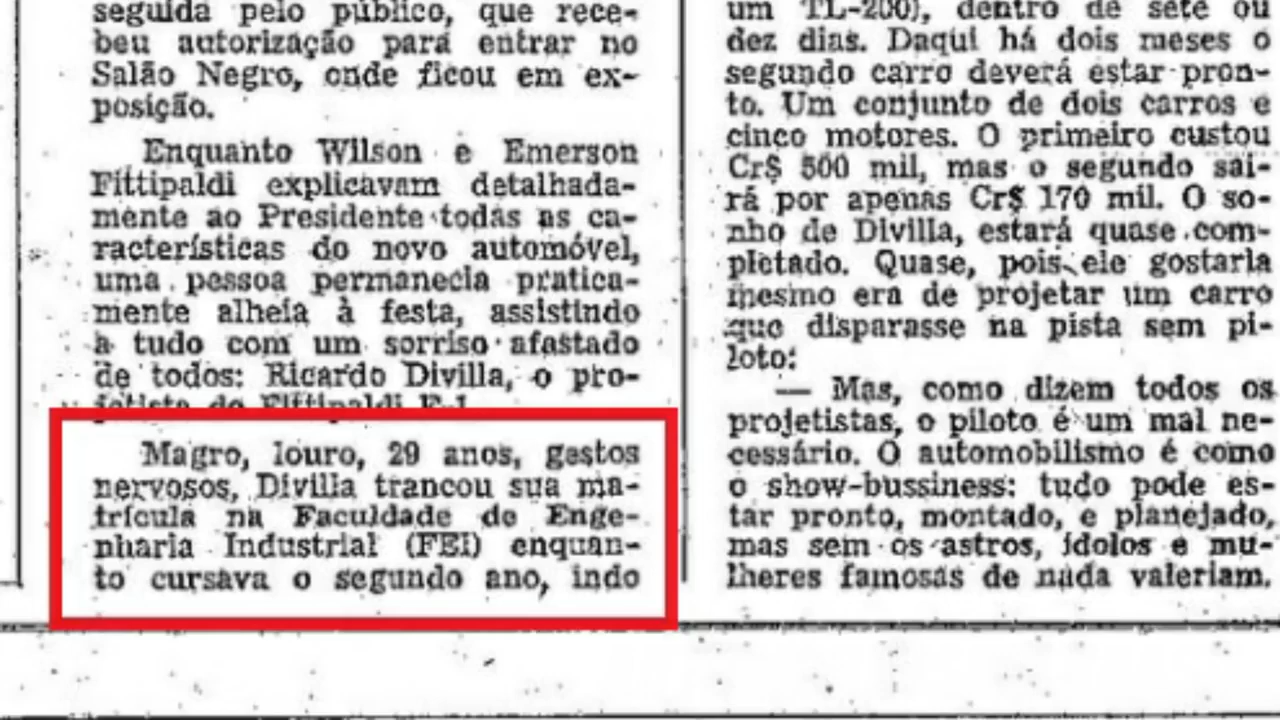 seguida pelo público, que rece-
beu autorização para entrar no
Salão Negro, onde ficou em ex-
posição.
Enquanto Wilson e Emerson
Fittipaldi explicavam detalhada-
mente ao Presidente todas as ca-
racterísticas do novo automóvel,
uma pessoa permanecia pratica-
mente alheia à festa, assistindo
a tudo com um sorriso afastado
de todos: Ricardo Divilla, o pro-
jetista do Fittipaldi F-1.
Magro, louro, 29 anos, gestos
nervosos, Divilla trancou sua ma-
trícula na Faculdade de Enge-
nharia Industrial (FEI) enquan-
to cursava o segundo ano, indo
um TL-200), dentro de sete ou
dez dias. Daqui há dois meses o
segundo carro deverá estar pron-
to. Um conjunto de dois carros e
cinco motores. O primeiro custou
Cr$ 500 mil, mas o segundo sai-
rá por apenas Cr$ 170 mil. O so-
nho de Divilla, estará quase com-
pletado. Quase, pois ele gostaria
mesmo era de projetar um carro
que disparasse na pista sem pi-
loto:
— Mas, como dizem todos os
projetistas, o piloto é um mal ne-
cessário. O automobilismo é como
o show-bussiness: tudo pode es-
tar pronto, montado, e planejado,
mas sem os astros, ídolos e mu-
lheres famosas de nada valeriam.